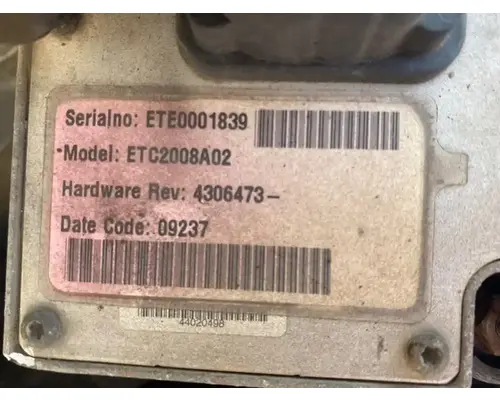 Serialno: ETE0001839
Model: ETC2008A02
Hardware Rev: 4306473-
Date Code: 09237
44020498